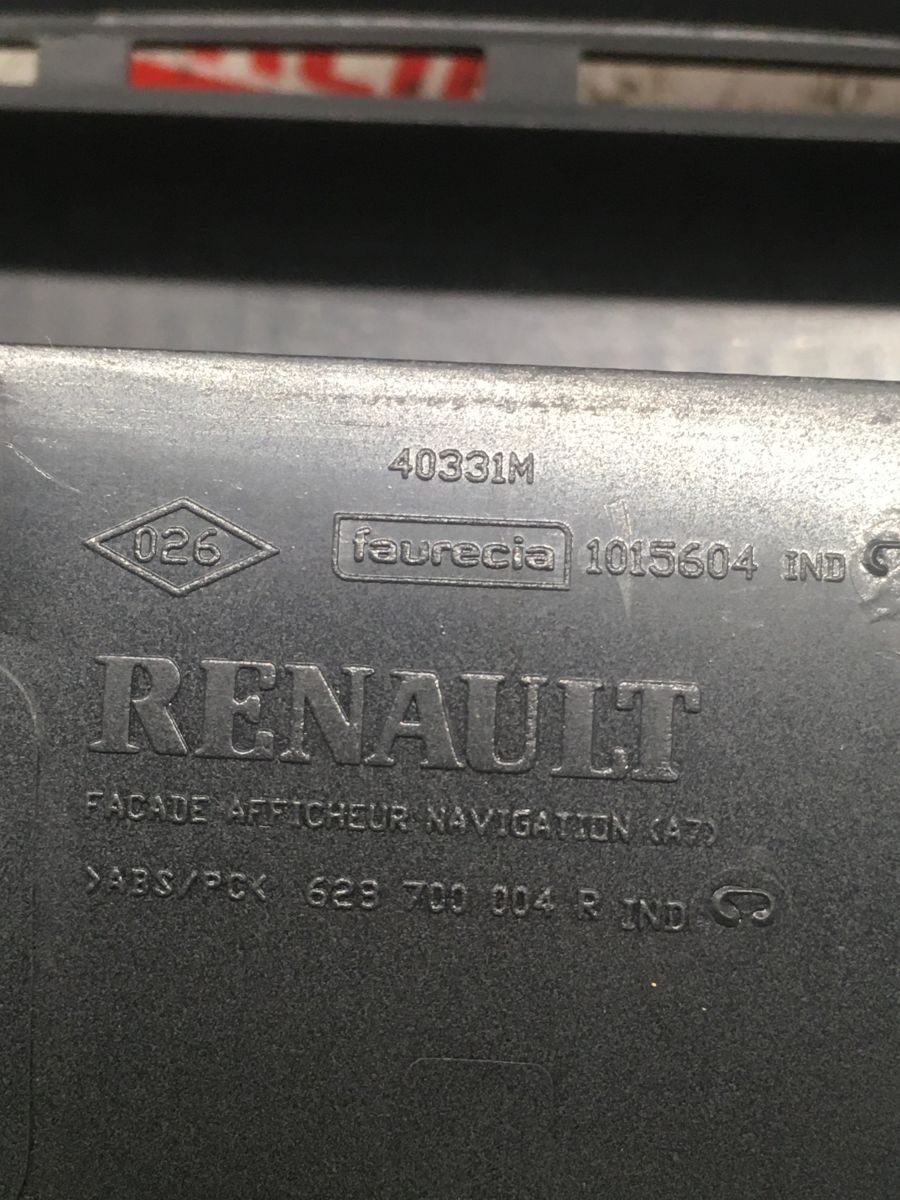 40331M
026 faurecia 1015604 IND C
RENAULT
FACADE AFFICHEUR NAVIGATION (A7)
>ABS/PC< 628 700 004 R IND C